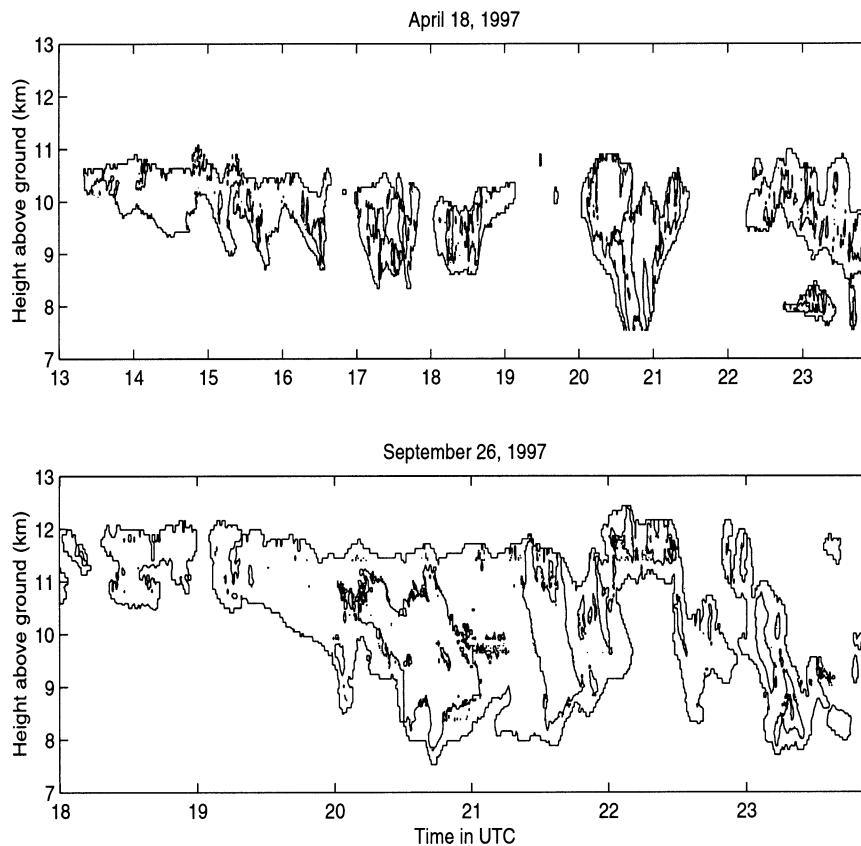 April 18, 1997
13
12
11
10
9
8
7
Height above ground (km)
13 14 15 16 17 18 19 20 21 22 23
September 26, 1997
13
12
11
10
9
8
7
Height above ground (km)
18 19 20 21 22 23
Time in UTC